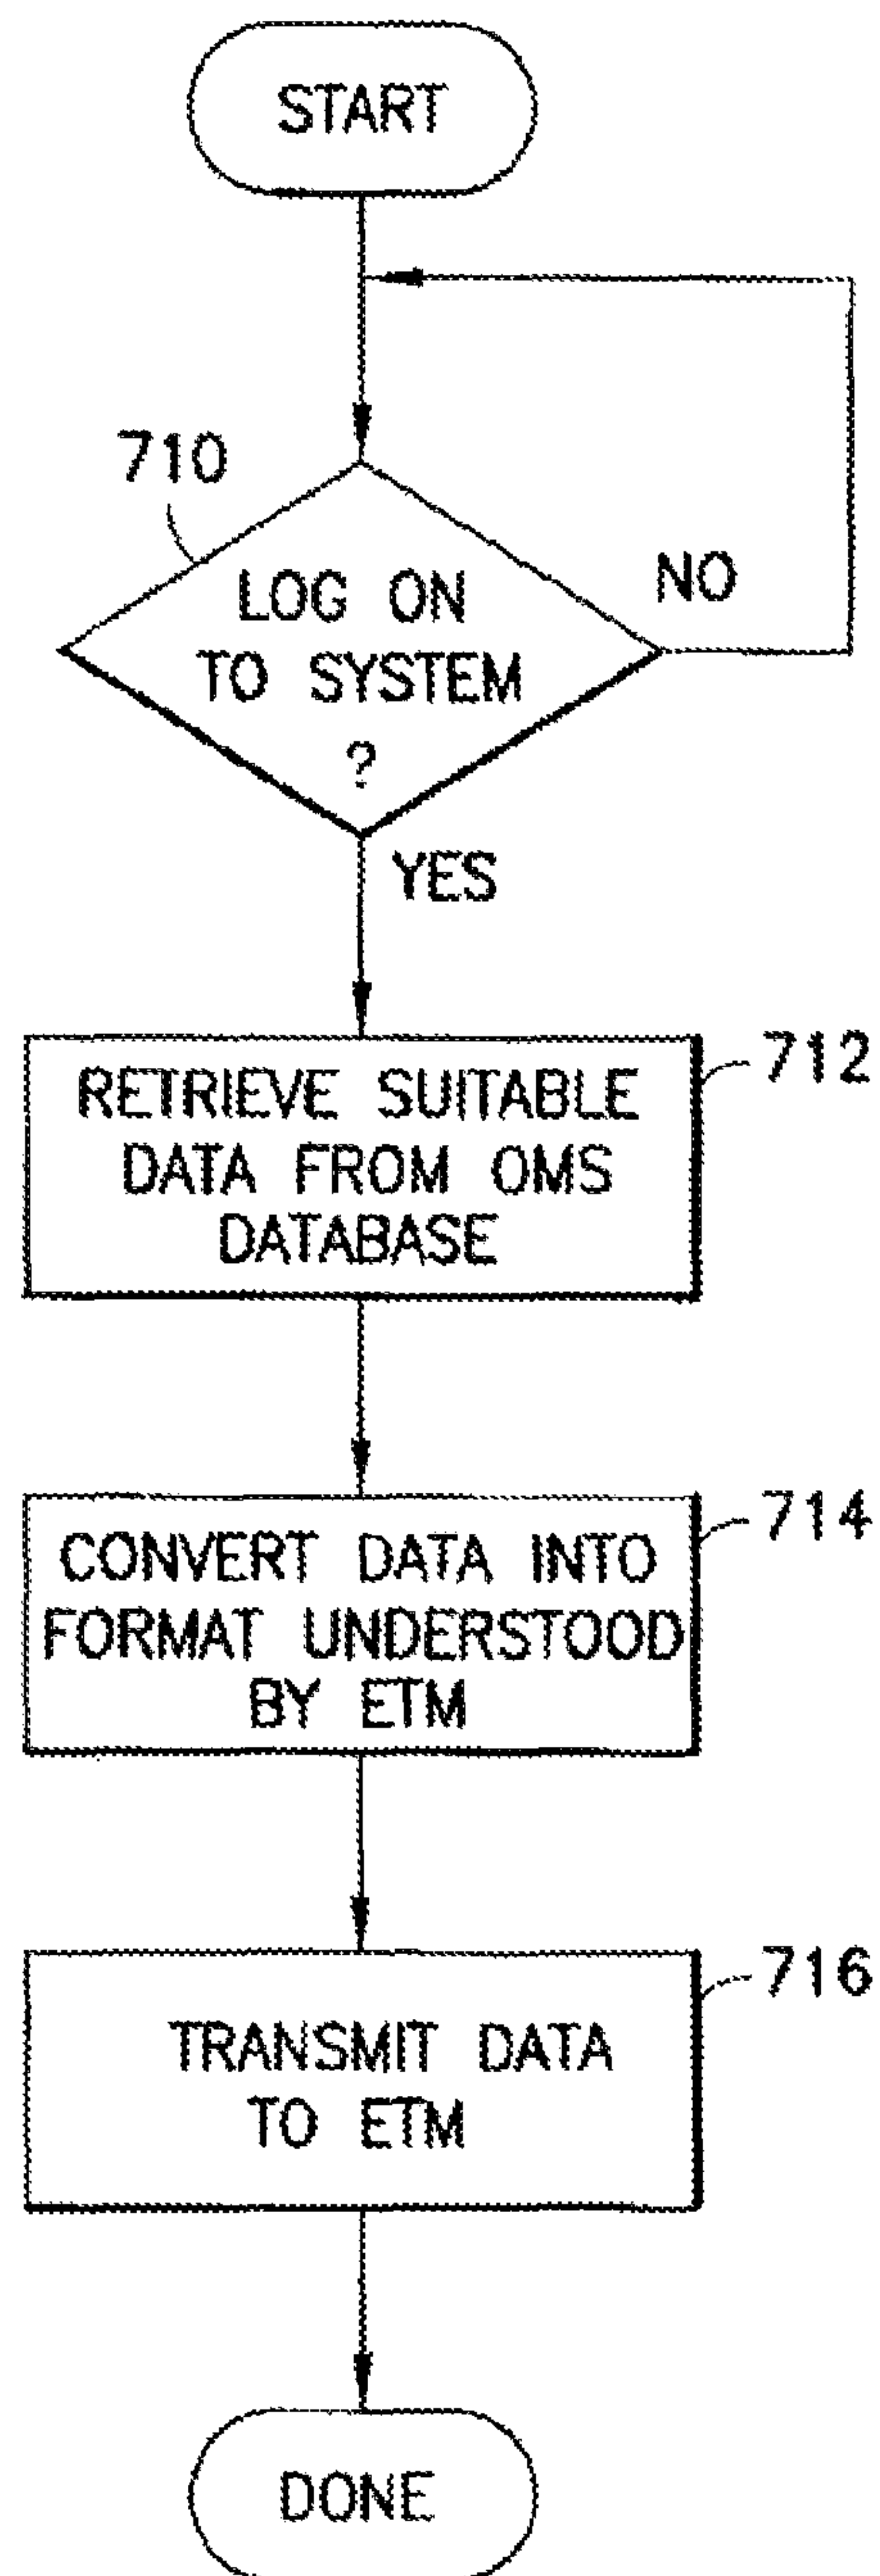 START
710
LOG ON
TO SYSTEM
?
NO
YES
712
RETRIEVE SUITABLE
DATA FROM OMS
DATABASE
714
CONVERT DATA INTO
FORMAT UNDERSTOOD
BY ETM
716
TRANSMIT DATA
TO ETM
DONE